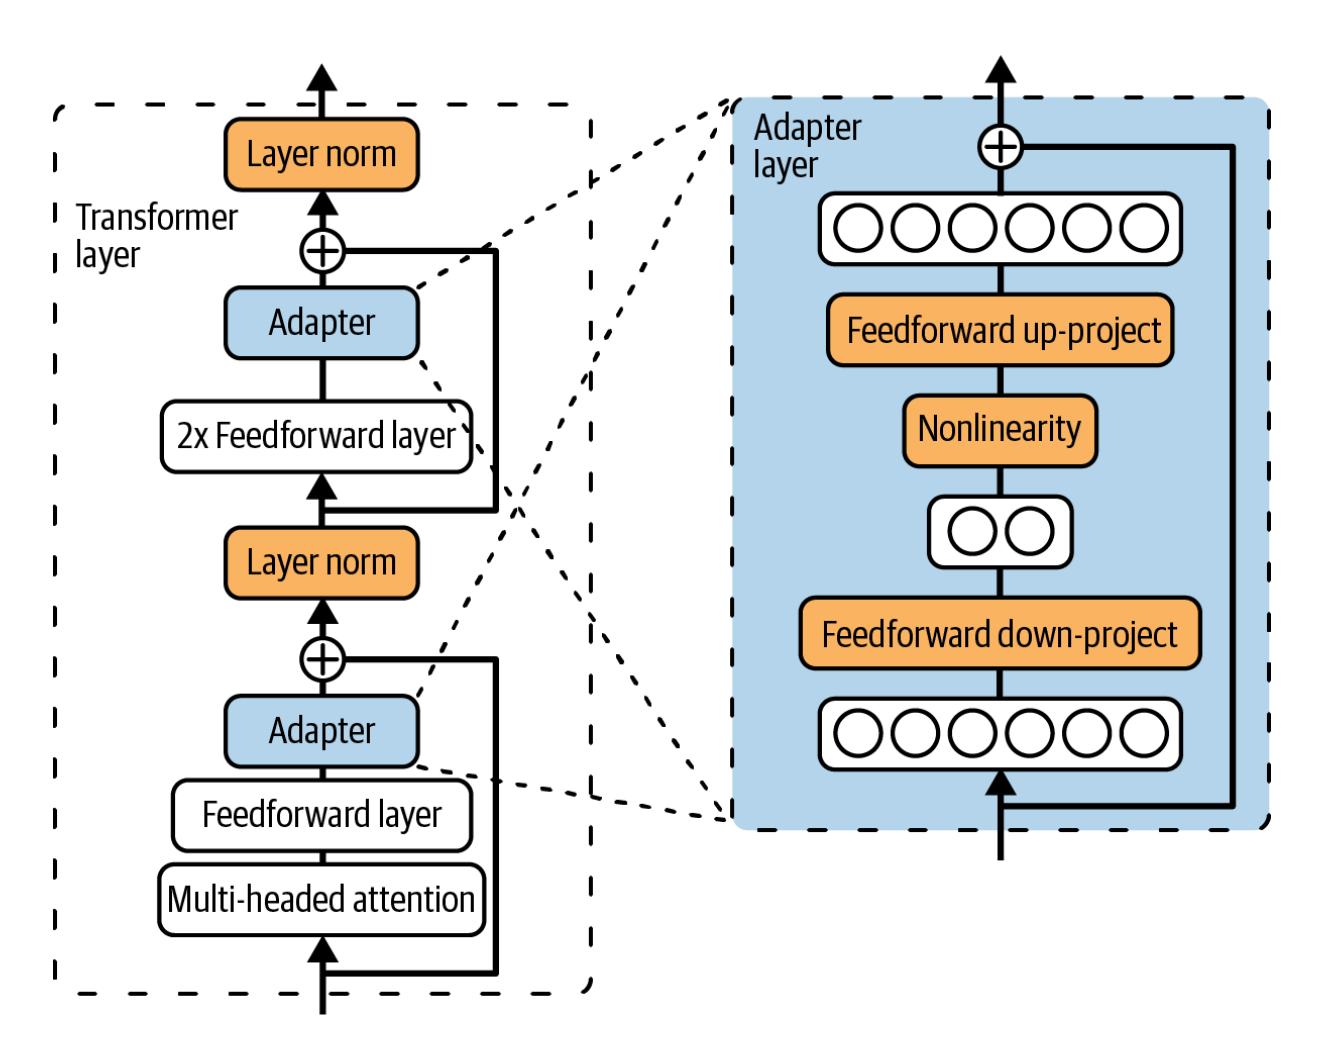 Layer norm
Transformer
layer
Adapter
2x Feedforward layer
Layer norm
Adapter
Feedforward layer
Multi-headed attention
Adapter
layer
Feedforward up-project
Nonlinearity
Feedforward down-project